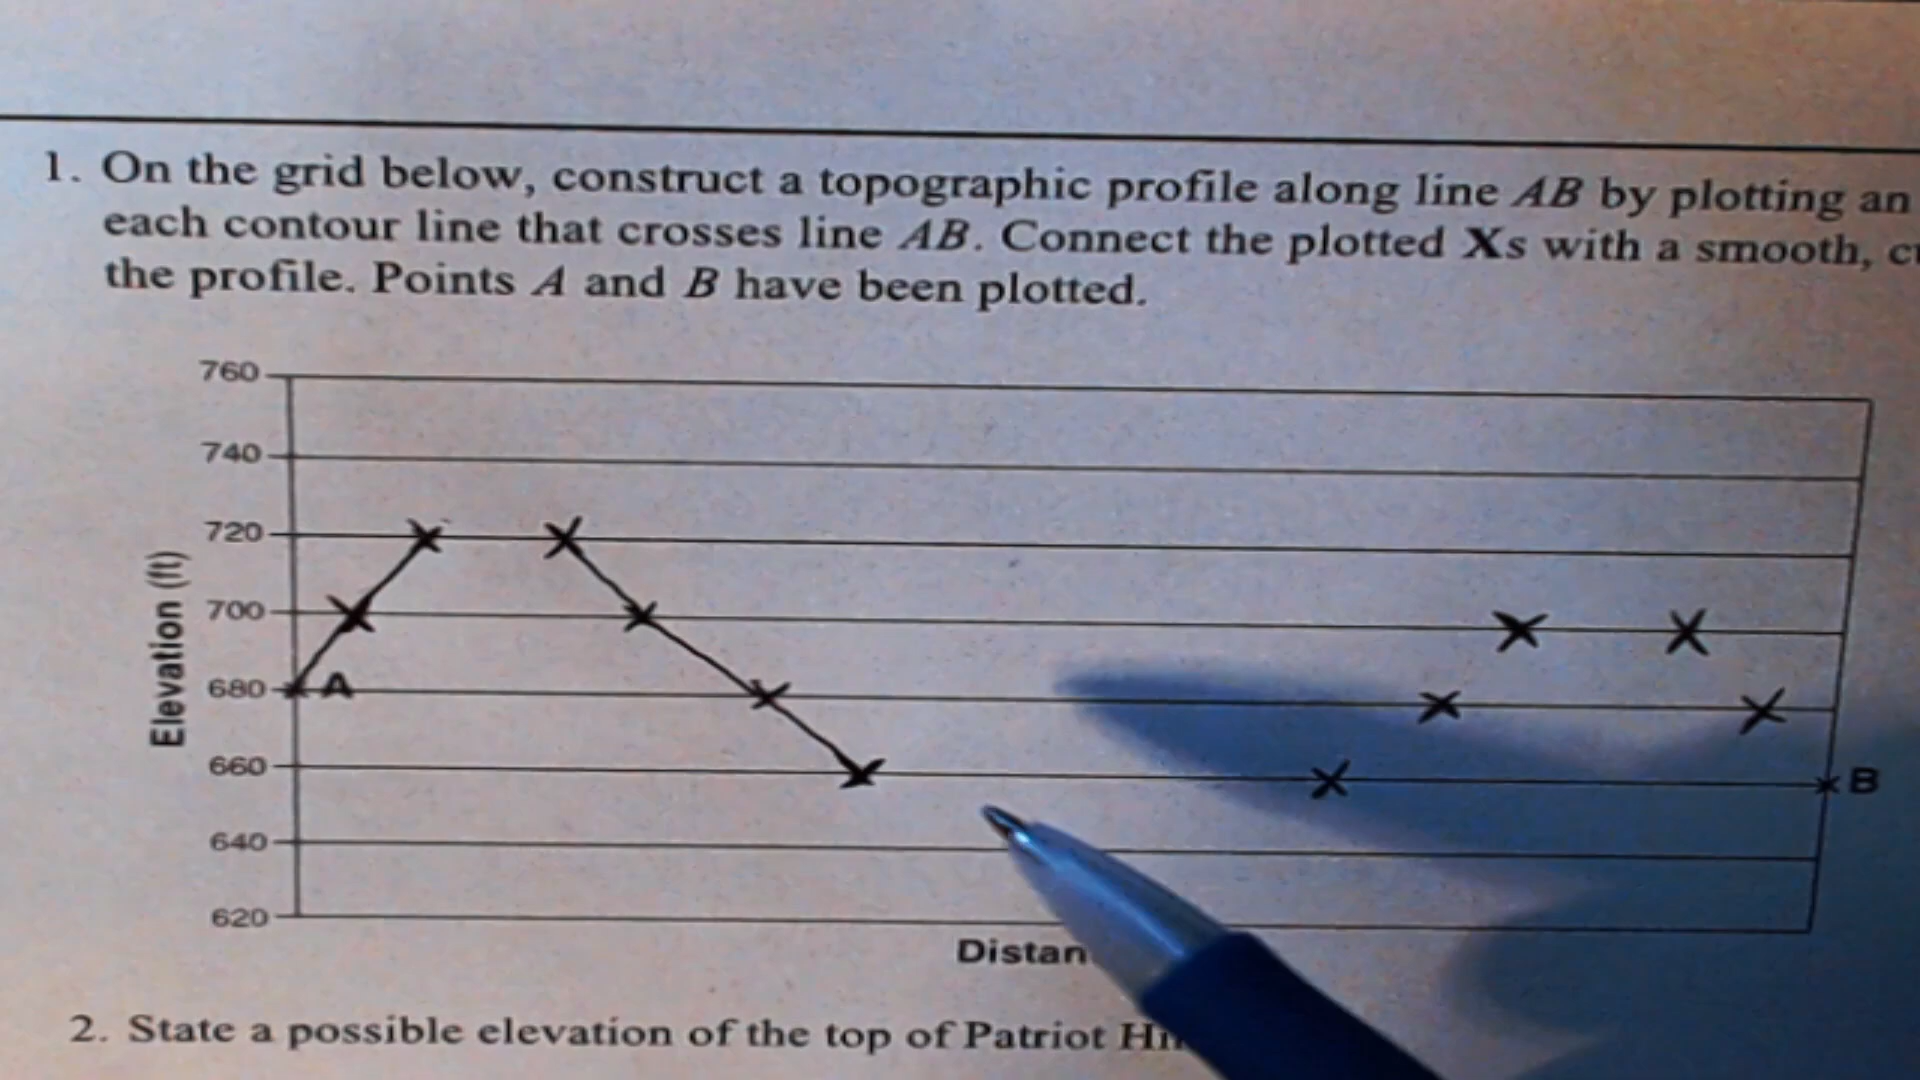 1. On the grid below, construct a topographic profile along line AB by plotting an
each contour line that crosses line AB. Connect the plotted Xs with a smooth,
the profile. Points A and B have been plotted.
760
740
720
700
680 A
660 B
640
620
Elevation (ft)
2. State a possible elevation of the top of Patriot